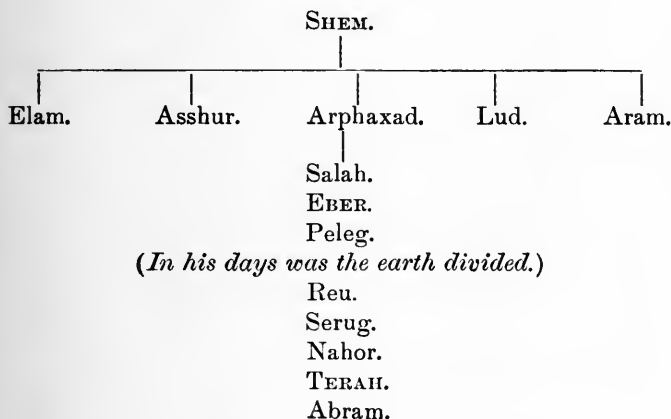 SHEM.
Elam. Asshur. Arphaxad. Lud. Aram.
Salah.
EBER.
Peleg.
(In his days was the earth divided.)
Reu.
Serug.
Nahor.
TERAH.
Abram.